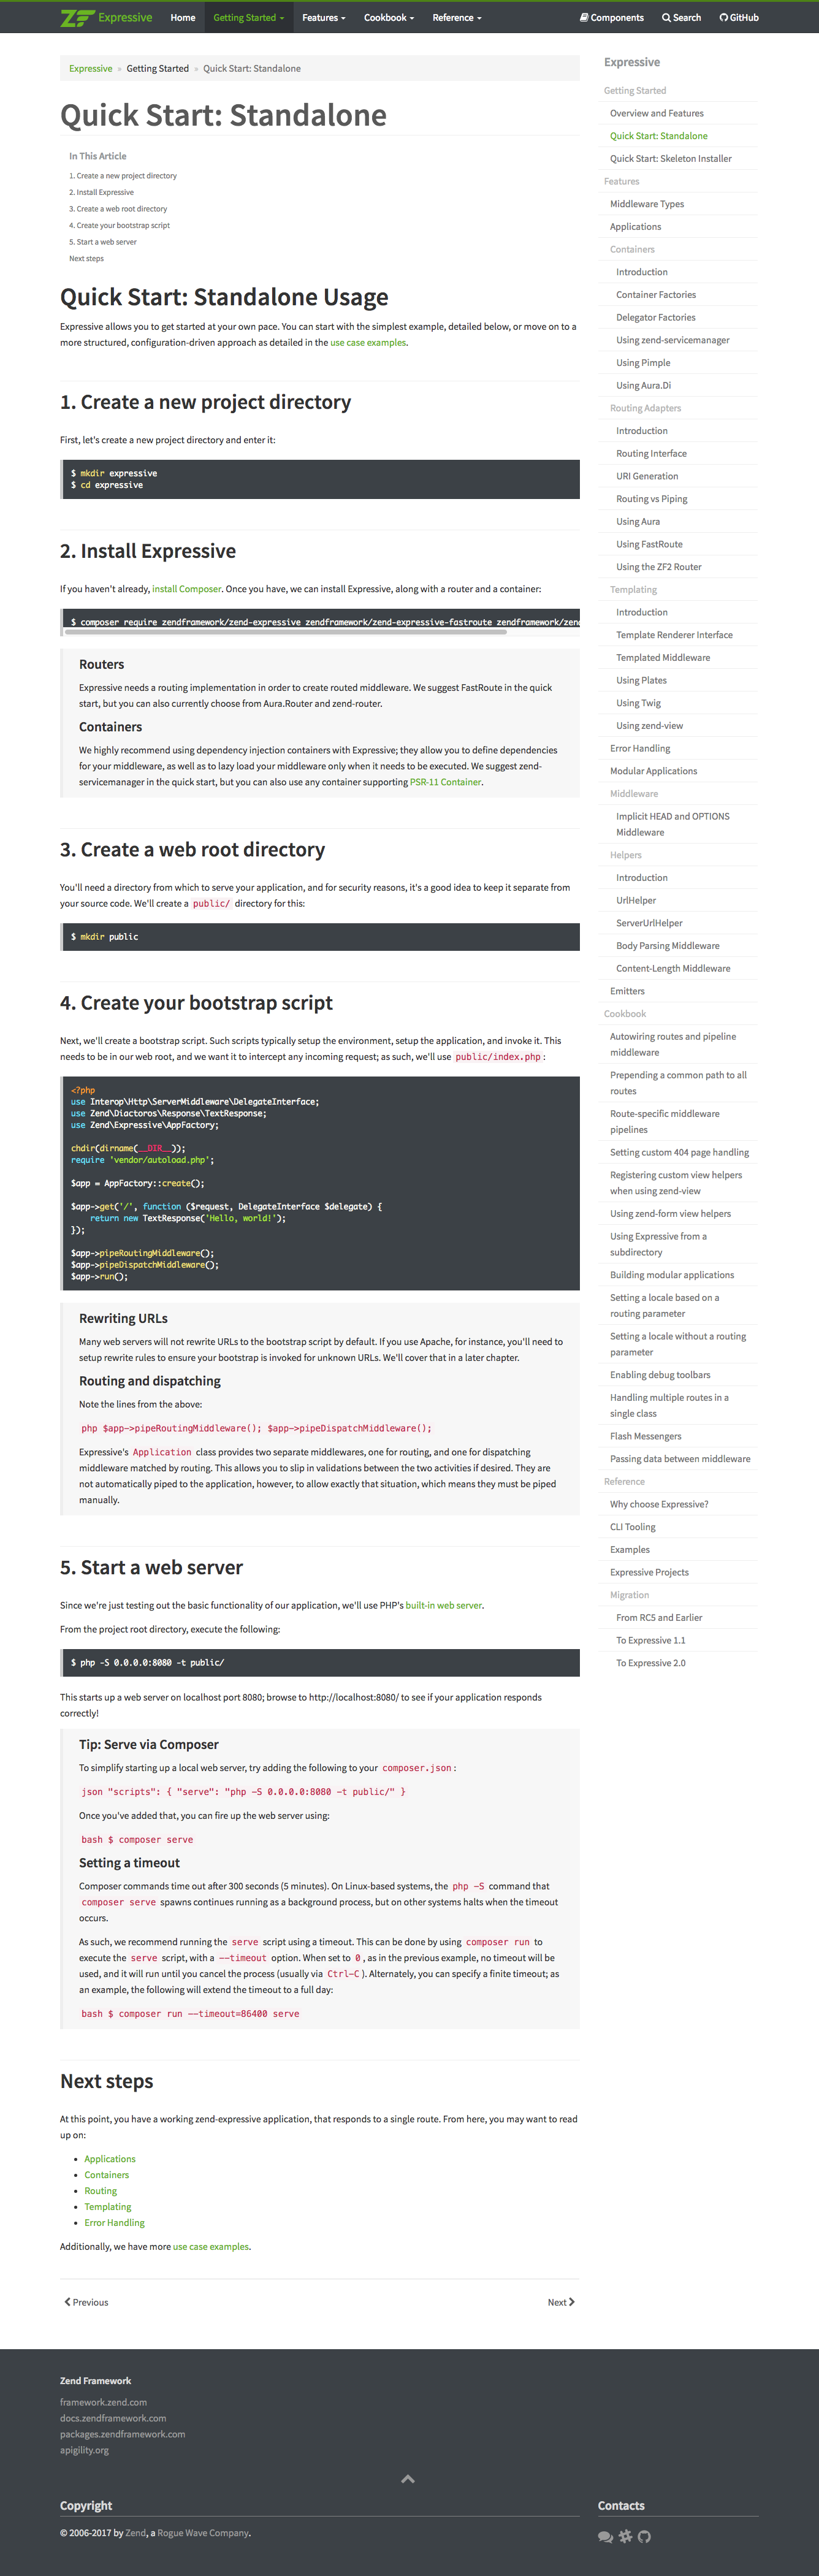 ZF Expressive
Home
Getting Started
Features
Cookbook
Reference
Components
Search
GitHub
Expressive » Getting Started » Quick Start: Standalone
Quick Start: Standalone
In This Article
1. Create a new project directory
2. Install Expressive
3. Create a web root directory
4. Create your bootstrap script
5. Start a web server
Next steps
Quick Start: Standalone Usage
Expressive allows you to get started at your own pace. You can start with the simplest example, detailed below, or move on to a
more structured, configuration-driven approach as detailed in the use case examples.
1. Create a new project directory
First, let's create a new project directory and enter it:
$ mkdir expressive
$ cd expressive
2. Install Expressive
If you haven't already, install Composer. Once you have, we can install Expressive, along with a router and a container:
$ composer require zendframework/zend-expressive zendframework/zend-expressive-fastroute zendframework/zend
Routers
Expressive needs a routing implementation in order to create routed middleware. We suggest FastRoute in the quick
start, but you can also currently choose from Aura.Router and zend-router.
Containers
We highly recommend using dependency injection containers with Expressive; they allow you to define dependencies
for your middleware, as well as to lazy load your middleware only when it needs to be executed. We suggest zend-
servicemanager in the quick start, but you can also use any container supporting PSR-11 Container.
3. Create a web root directory
You'll need a directory from which to serve your application, and for security reasons, it's a good idea to keep it separate from
your source code. We'll create a public/ directory for this:
$ mkdir public
4. Create your bootstrap script
Next, we'll create a bootstrap script. Such scripts typically setup the environment, setup the application, and invoke it. This
needs to be in our web root, and we want it to intercept any incoming request; as such, we'll use public/index.php :
<?php
use Interop\Http\ServerMiddleware\DelegateInterface;
use Zend\Diactoros\Response\TextResponse;
use Zend\Expressive\AppFactory;
chdir(dirname(__DIR__));
require 'vendor/autoload.php';
$app = AppFactory::create();
$app->get('/', function ($request, DelegateInterface $delegate) {
return new TextResponse('Hello, world!');
});
$app->pipeRoutingMiddleware();
$app->pipeDispatchMiddleware();
$app->run();
Rewriting URLs
Many web servers will not rewrite URLs to the bootstrap script by default. If you use Apache, for instance, you'll need to
setup rewrite rules to ensure your bootstrap is invoked for unknown URLs. We'll cover that in a later chapter.
Routing and dispatching
Note the lines from the above:
php $app->pipeRoutingMiddleware(); $app->pipeDispatchMiddleware();
Expressive's Application class provides two separate middlewares, one for routing, and one for dispatching
middleware matched by routing. This allows you to slip in validations between the two activities if desired. They are
not automatically piped to the application, however, to allow exactly that situation, which means they must be piped
manually.
5. Start a web server
Since we're just testing out the basic functionality of our application, we'll use PHP's built-in web server.
From the project root directory, execute the following:
$ php -S 0.0.0.0:8080 -t public/
This starts up a web server on localhost port 8080; browse to http://localhost:8080/ to see if your application responds
correctly!
Tip: Serve via Composer
To simplify starting up a local web server, try adding the following to your composer.json :
json "scripts": { "serve": "php -S 0.0.0.0:8080 -t public/" }
Once you've added that, you can fire up the web server using:
bash $ composer serve
Setting a timeout
Composer commands time out after 300 seconds (5 minutes). On Linux-based systems, the php -S command that
composer serve spawns continues running as a background process, but on other systems halts when the timeout
occurs.
As such, we recommend running the serve script using a timeout. This can be done by using composer run to
execute the serve script, with a --timeout option. When set to 0 , as in the previous example, no timeout will be
used, and it will run until you cancel the process (usually via Ctrl-C ). Alternately, you can specify a finite timeout; as
an example, the following will extend the timeout to a full day:
bash $ composer run --timeout=86400 serve
Next steps
At this point, you have a working zend-expressive application, that responds to a single route. From here, you may want to read
up on:
• Applications
• Containers
• Routing
• Templating
• Error Handling
Additionally, we have more use case examples.
Previous
Next
Expressive
Getting Started
Overview and Features
Quick Start: Standalone
Quick Start: Skeleton Installer
Features
Middleware Types
Applications
Containers
Introduction
Container Factories
Delegator Factories
Using zend-servicemanager
Using Pimple
Using Aura.Di
Routing Adapters
Introduction
Routing Interface
URI Generation
Routing vs Piping
Using Aura
Using FastRoute
Using the ZF2 Router
Templating
Introduction
Template Renderer Interface
Templated Middleware
Using Plates
Using Twig
Using zend-view
Error Handling
Modular Applications
Middleware
Implicit HEAD and OPTIONS
Middleware
Helpers
Introduction
UrlHelper
ServerUrlHelper
Body Parsing Middleware
Content-Length Middleware
Emitters
Cookbook
Autowiring routes and pipeline
middleware
Prepending a common path to all
routes
Route-specific middleware
pipelines
Setting custom 404 page handling
Registering custom view helpers
when using zend-view
Using zend-form view helpers
Using Expressive from a
subdirectory
Building modular applications
Setting a locale based on a
routing parameter
Setting a locale without a routing
parameter
Enabling debug toolbars
Handling multiple routes in a
single class
Flash Messengers
Passing data between middleware
Reference
Why choose Expressive?
CLI Tooling
Examples
Expressive Projects
Migration
From RC5 and Earlier
To Expressive 1.1
To Expressive 2.0
Zend Framework
framework.zend.com
docs.zendframework.com
packages.zendframework.com
apigility.org
Copyright
© 2006-2017 by Zend, a Rogue Wave Company.
Contacts